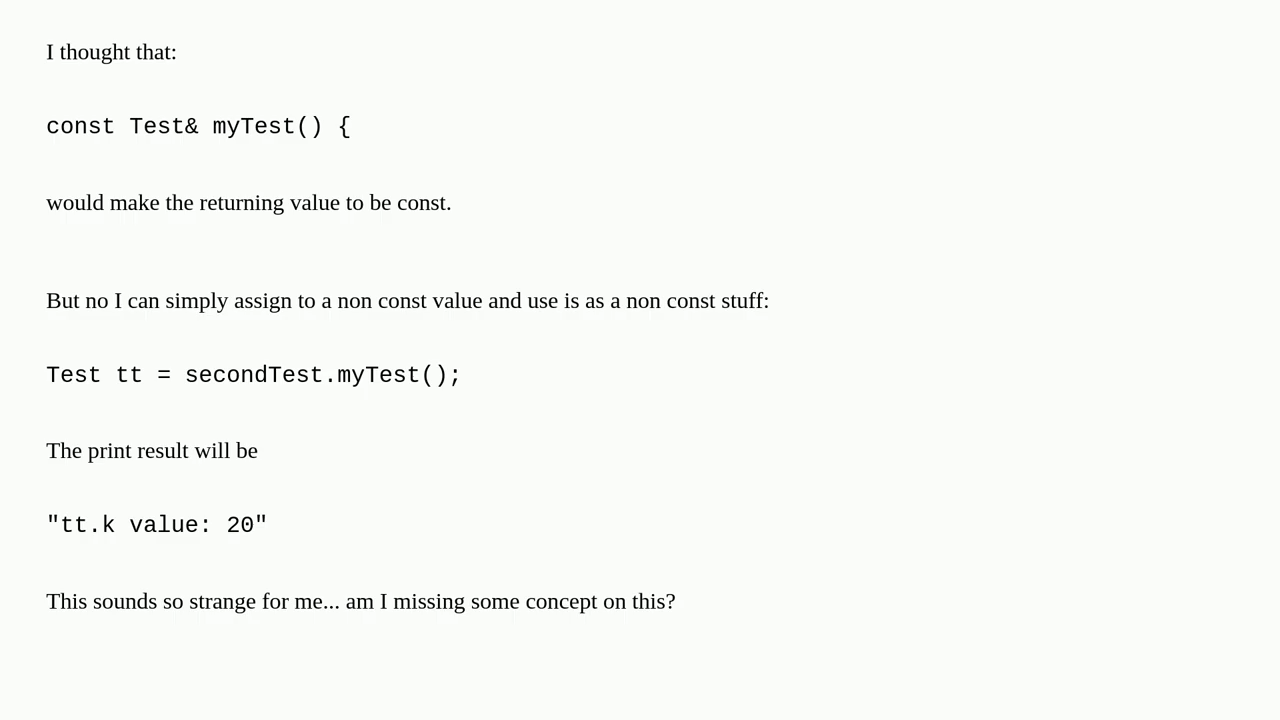 I thought that:
const Test& myTest() {
would make the returning value to be const.
But no I can simply assign to a non const value and use is as a non const stuff:
Test tt = secondTest.myTest();
The print result will be
"tt.k value: 20"
This sounds so strange for me... am I missing some concept on this?